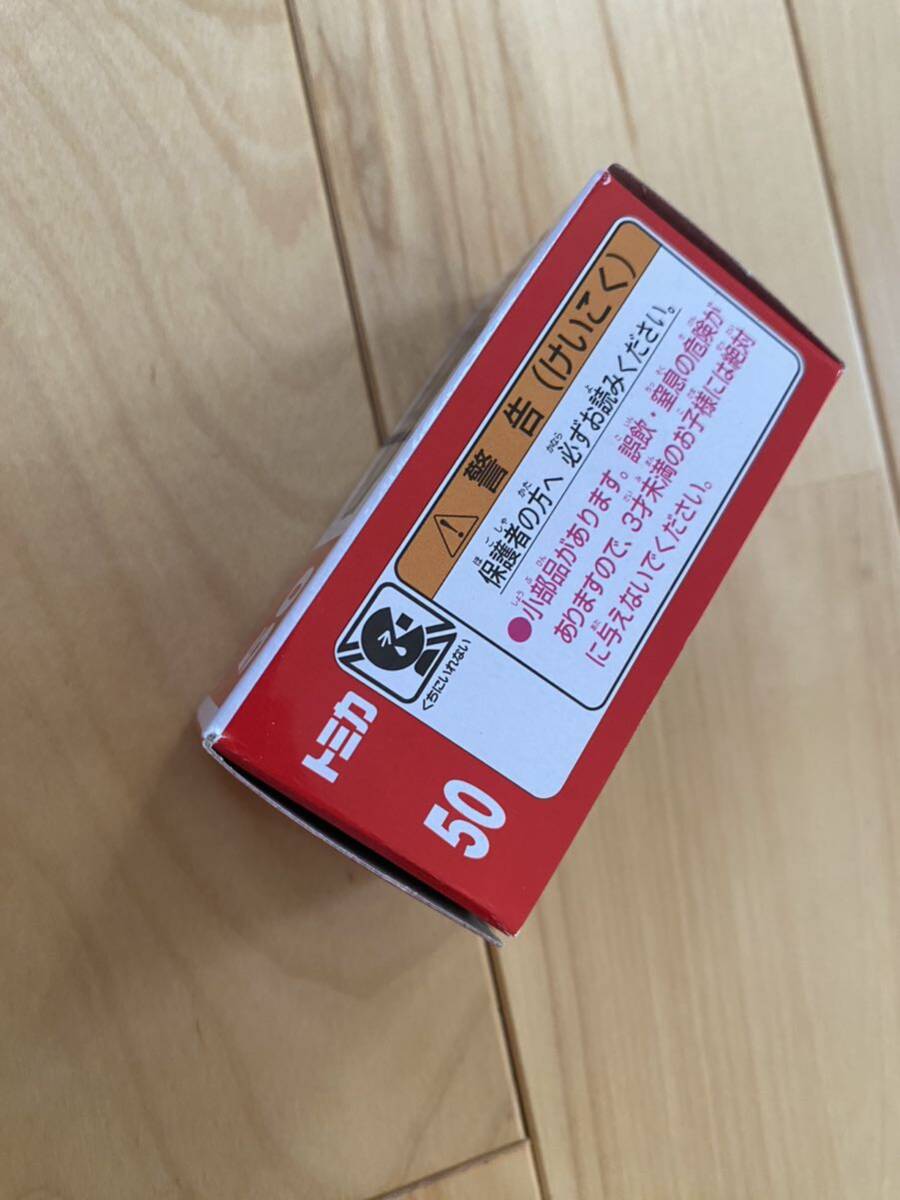 トミカ
50
くちにいれない
警告(けいこく)
保護者の方へ 必ずお読みください。
●小部品があります。誤飲・窒息の危険が
ありますので、3才未満のお子様には絶対
に与えないでください。